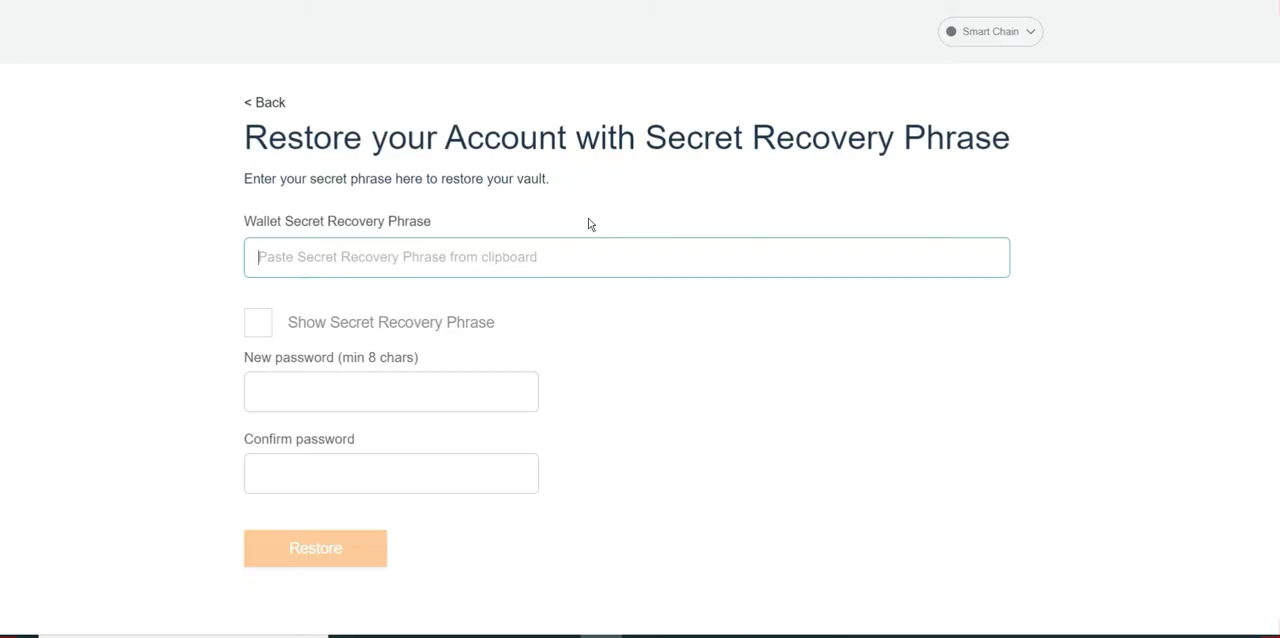 Smart Chain
< Back
Restore your Account with Secret Recovery Phrase
Enter your secret phrase here to restore your vault.
Wallet Secret Recovery Phrase
Paste Secret Recovery Phrase from clipboard
Show Secret Recovery Phrase
New password (min 8 chars)
Confirm password
Restore